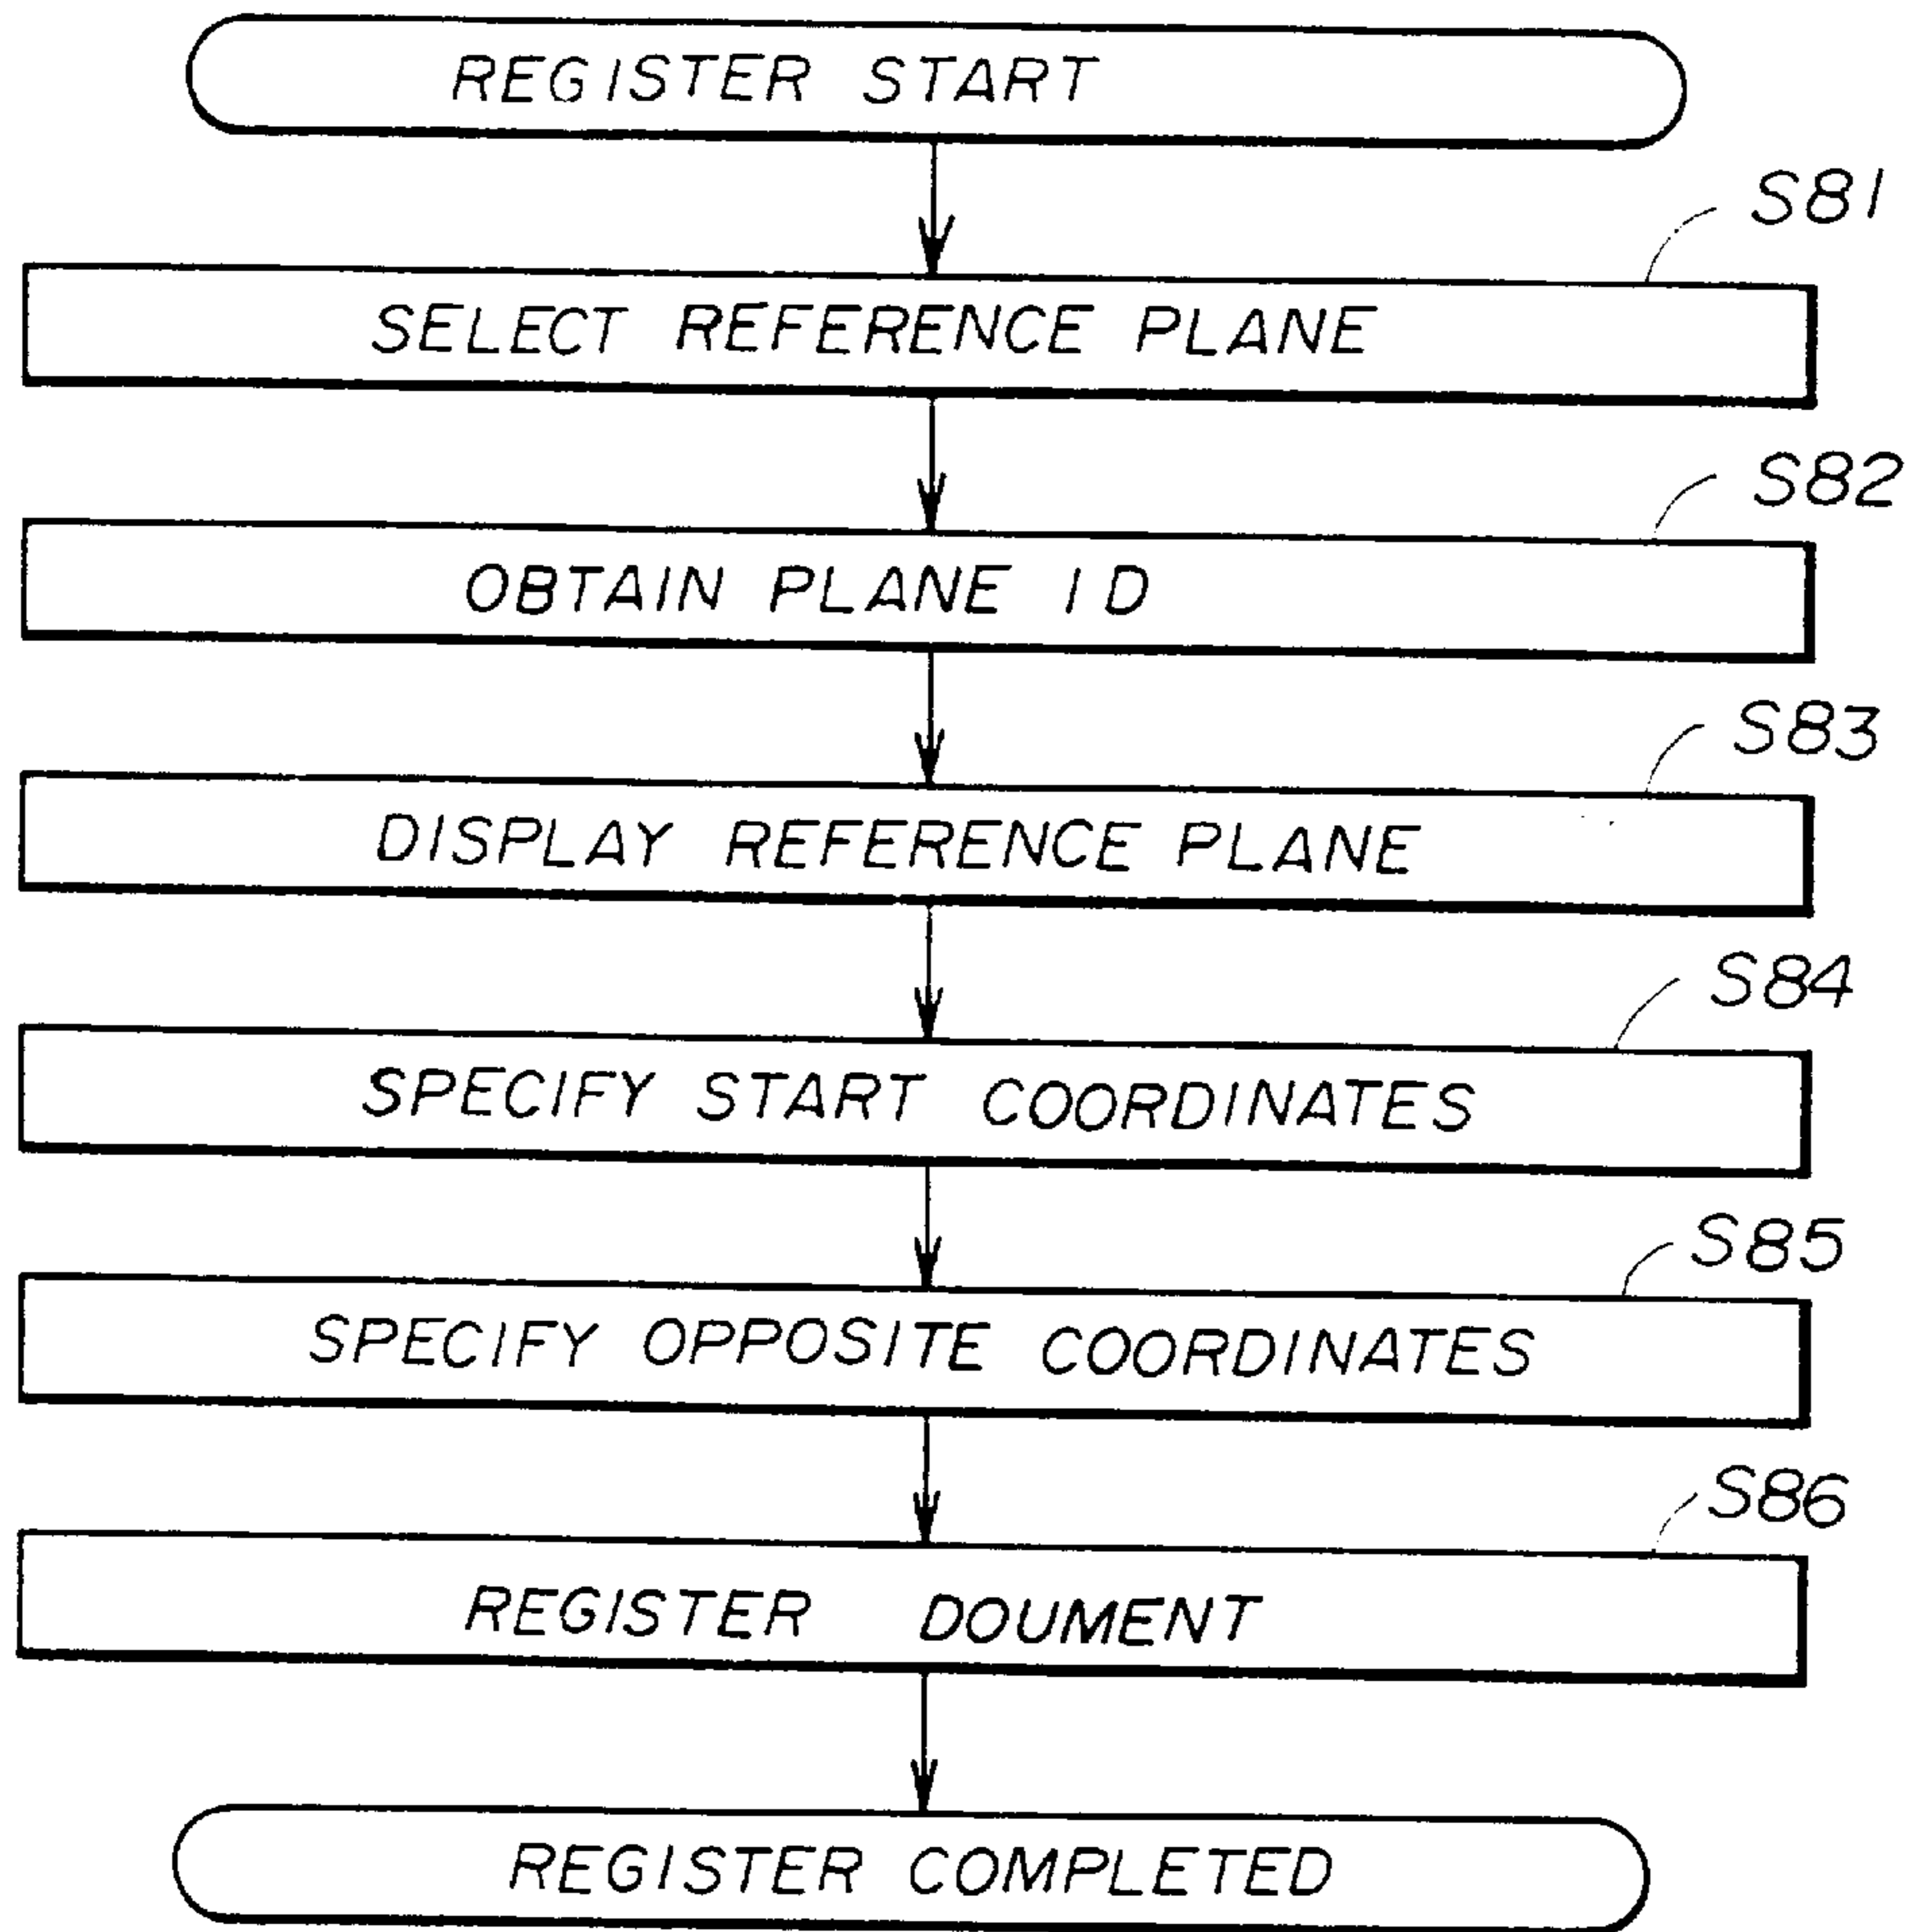 REGISTER START
S81
SELECT REFERENCE PLANE
S82
OBTAIN PLANE ID
S83
DISPLAY REFERENCE PLANE
S84
SPECIFY START COORDINATES
S85
SPECIFY OPPOSITE COORDINATES
S86
REGISTER DOUMENT
REGISTER COMPLETED